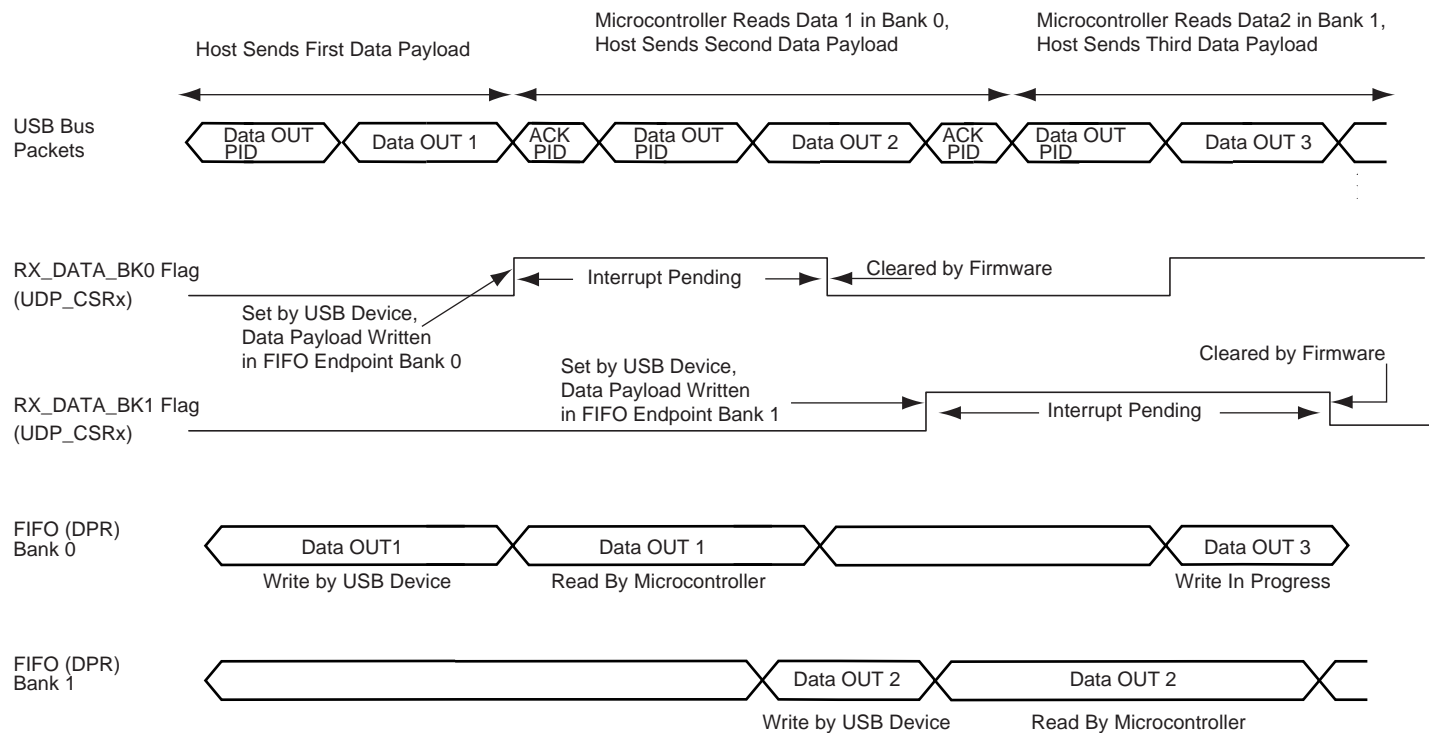 Microcontroller Reads Data 1 in Bank 0,
Host Sends Second Data Payload
Microcontroller Reads Data2 in Bank 1,
Host Sends Third Data Payload
Host Sends First Data Payload
USB Bus
Packets
Data OUT
PID
Data OUT 1
ACK
PID
Data OUT
PID
Data OUT 2
ACK
PID
Data OUT
PID
Data OUT 3
RX_DATA_BK0 Flag
(UDP_CSRx)
Interrupt Pending
Cleared by Firmware
Set by USB Device,
Data Payload Written
in FIFO Endpoint Bank 0
RX_DATA_BK1 Flag
(UDP_CSRx)
Set by USB Device,
Data Payload Written
in FIFO Endpoint Bank 1
Interrupt Pending
Cleared by Firmware
FIFO (DPR)
Bank 0
Data OUT1
Data OUT 1
Data OUT 3
Write by USB Device
Read By Microcontroller
Write In Progress
FIFO (DPR)
Bank 1
Data OUT 2
Data OUT 2
Write by USB Device
Read By Microcontroller